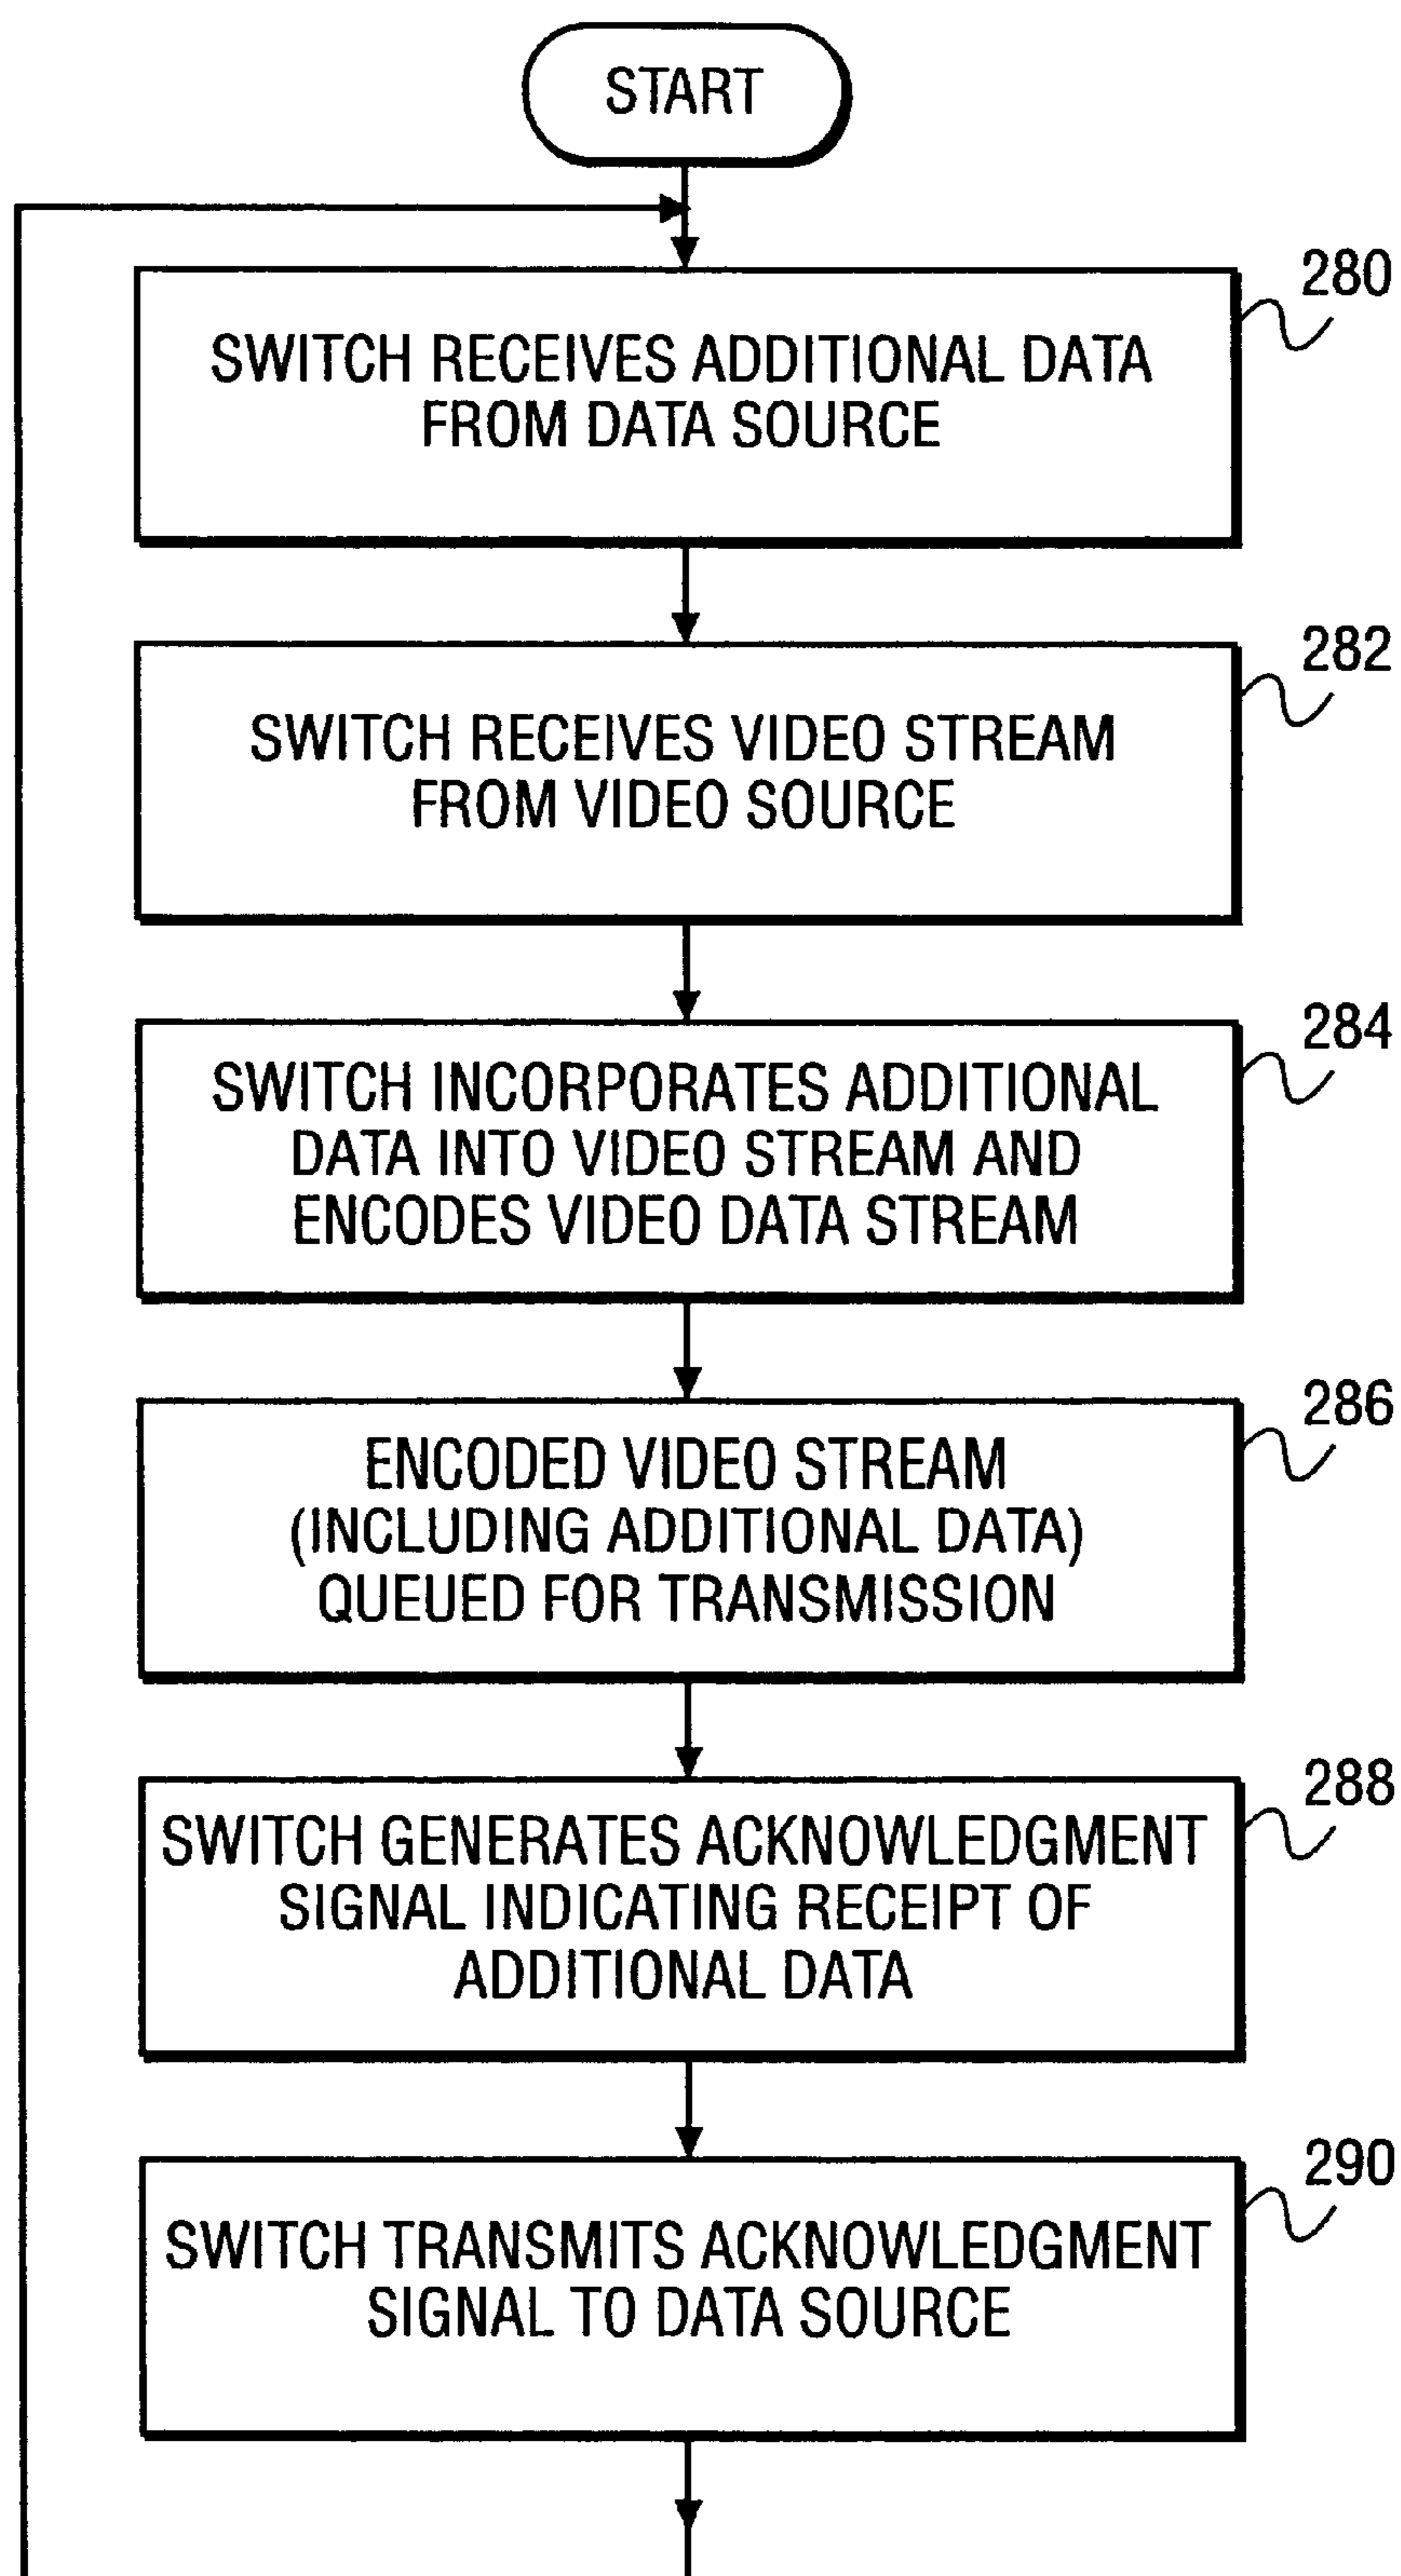 START
280
SWITCH RECEIVES ADDITIONAL DATA
FROM DATA SOURCE
282
SWITCH RECEIVES VIDEO STREAM
FROM VIDEO SOURCE
284
SWITCH INCORPORATES ADDITIONAL
DATA INTO VIDEO STREAM AND
ENCODES VIDEO DATA STREAM
286
ENCODED VIDEO STREAM
(INCLUDING ADDITIONAL DATA)
QUEUED FOR TRANSMISSION
288
SWITCH GENERATES ACKNOWLEDGMENT
SIGNAL INDICATING RECEIPT OF
ADDITIONAL DATA
290
SWITCH TRANSMITS ACKNOWLEDGMENT
SIGNAL TO DATA SOURCE